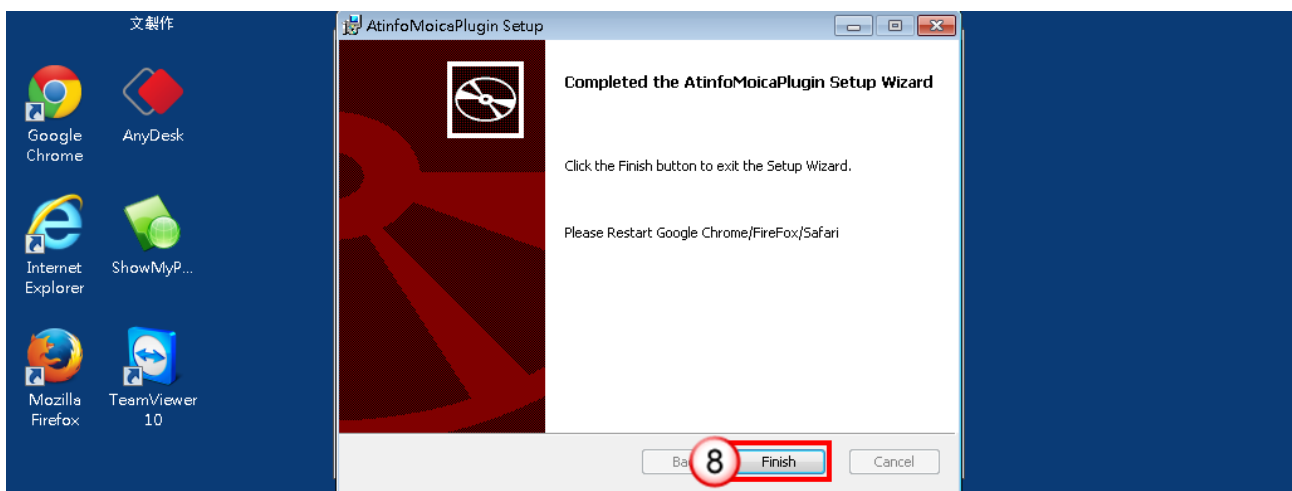 文製作
Google
Chrome
AnyDesk
Internet
Explorer
ShowMyP...
Mozilla
Firefox
TeamViewer
10
AtinfoMoicaPlugin Setup
Completed the AtinfoMoicaPlugin Setup Wizard
Click the Finish button to exit the Setup Wizard.
Please Restart Google Chrome/FireFox/Safari
Ba
8
Finish
Cancel